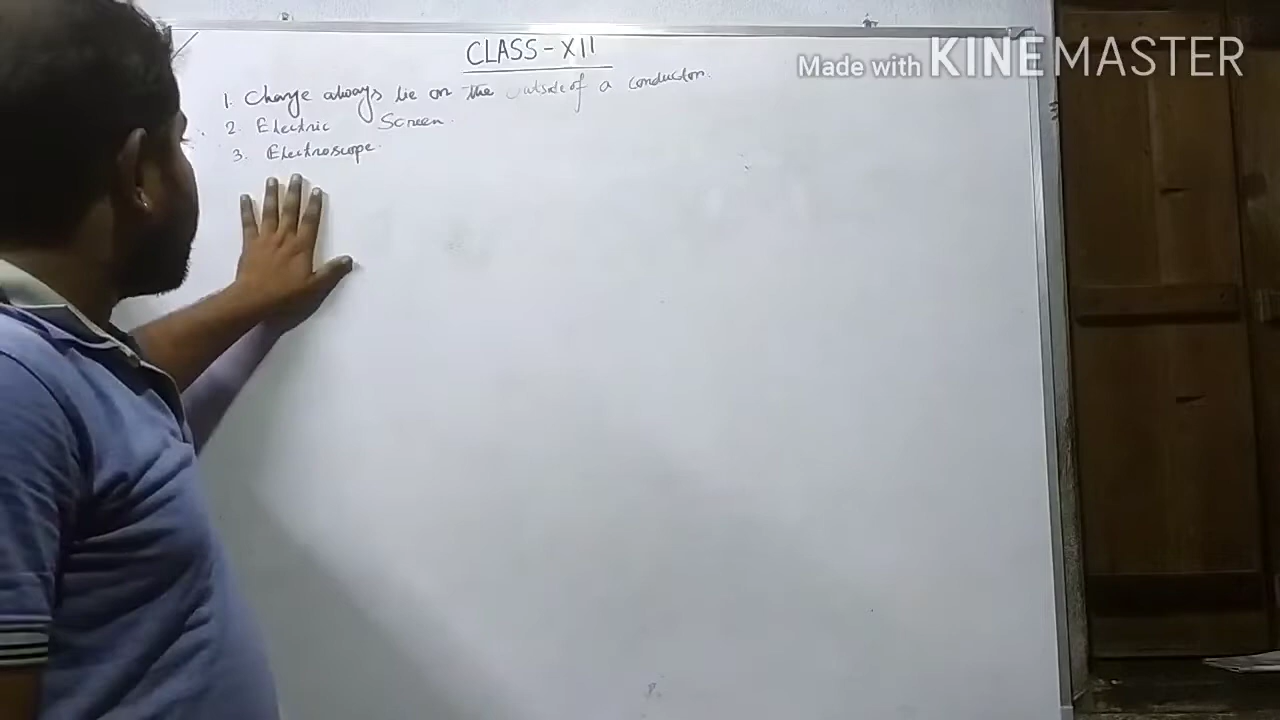 CLASS-XII
Made with KINEMASTER
1. Charge always lie on the outside of a conductor.
2. Electric Screen.
3. Electroscope.